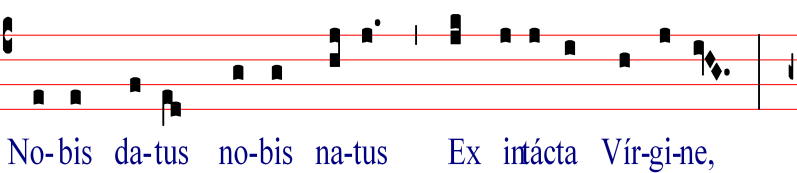 No-bis da-tus no-bis na-tus Ex intácta Vír-gi-ne,